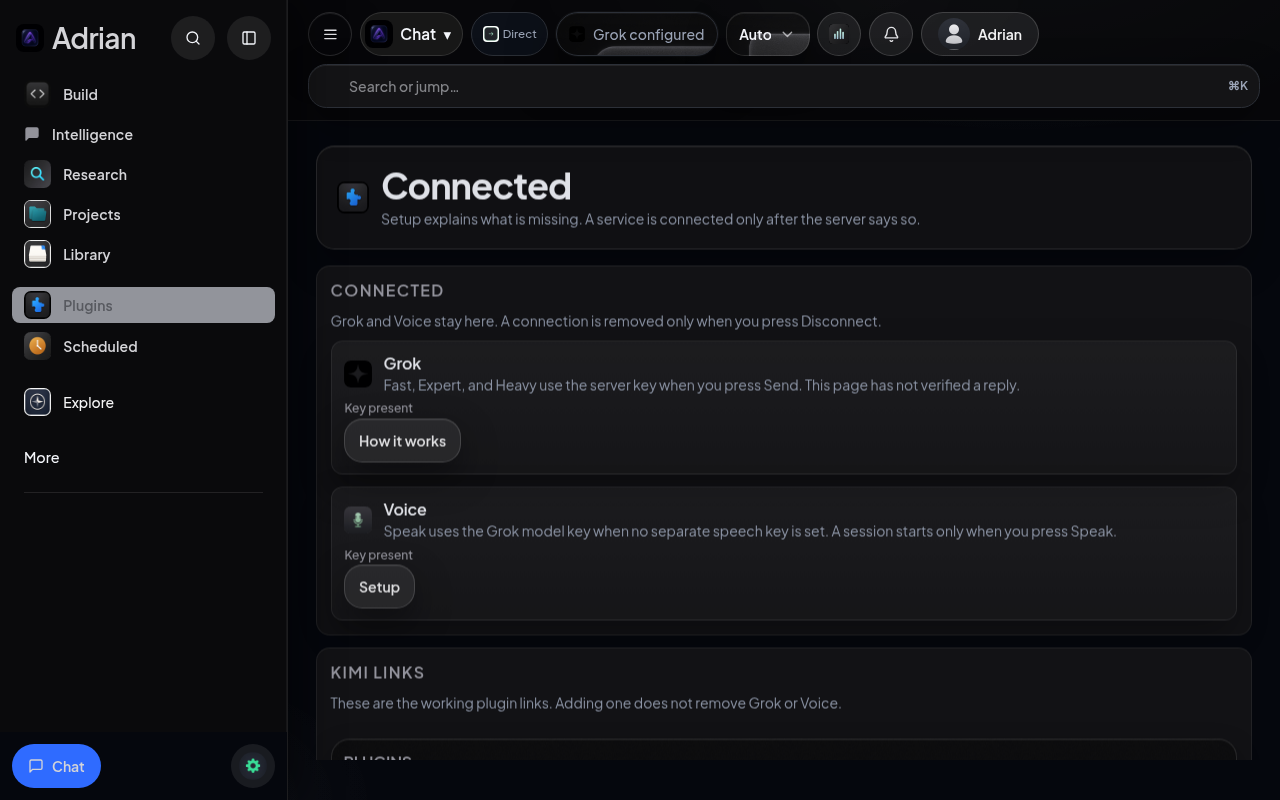 Adrian
Build
Intelligence
Research
Projects
Library
Plugins
Scheduled
Explore
More
Chat
Chat ▾
Direct
Grok configured
Auto
Adrian
Search or jump…
⌘K
Connected
Setup explains what is missing. A service is connected only after the server says so.
CONNECTED
Grok and Voice stay here. A connection is removed only when you press Disconnect.
Grok
Fast, Expert, and Heavy use the server key when you press Send. This page has not verified a reply.
Key present
How it works
Voice
Speak uses the Grok model key when no separate speech key is set. A session starts only when you press Speak.
Key present
Setup
KIMI LINKS
These are the working plugin links. Adding one does not remove Grok or Voice.
PLUGINS